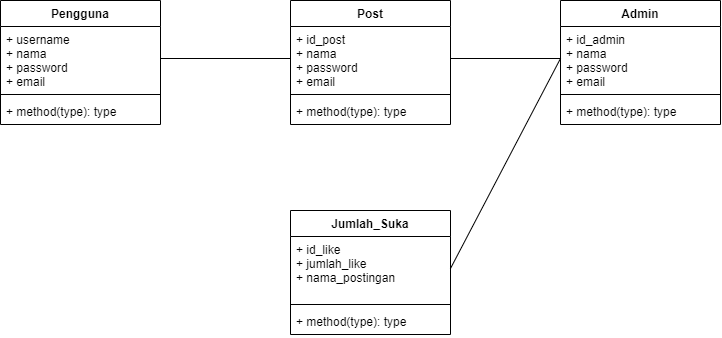 Pengguna
+ username
+ nama
+ password
+ email
+ method(type): type
Post
+ id_post
+ nama
+ password
+ email
+ method(type): type
Admin
+ id_admin
+ nama
+ password
+ email
+ method(type): type
Jumlah_Suka
+ id_like
+ jumlah_like
+ nama_postingan
+ method(type): type